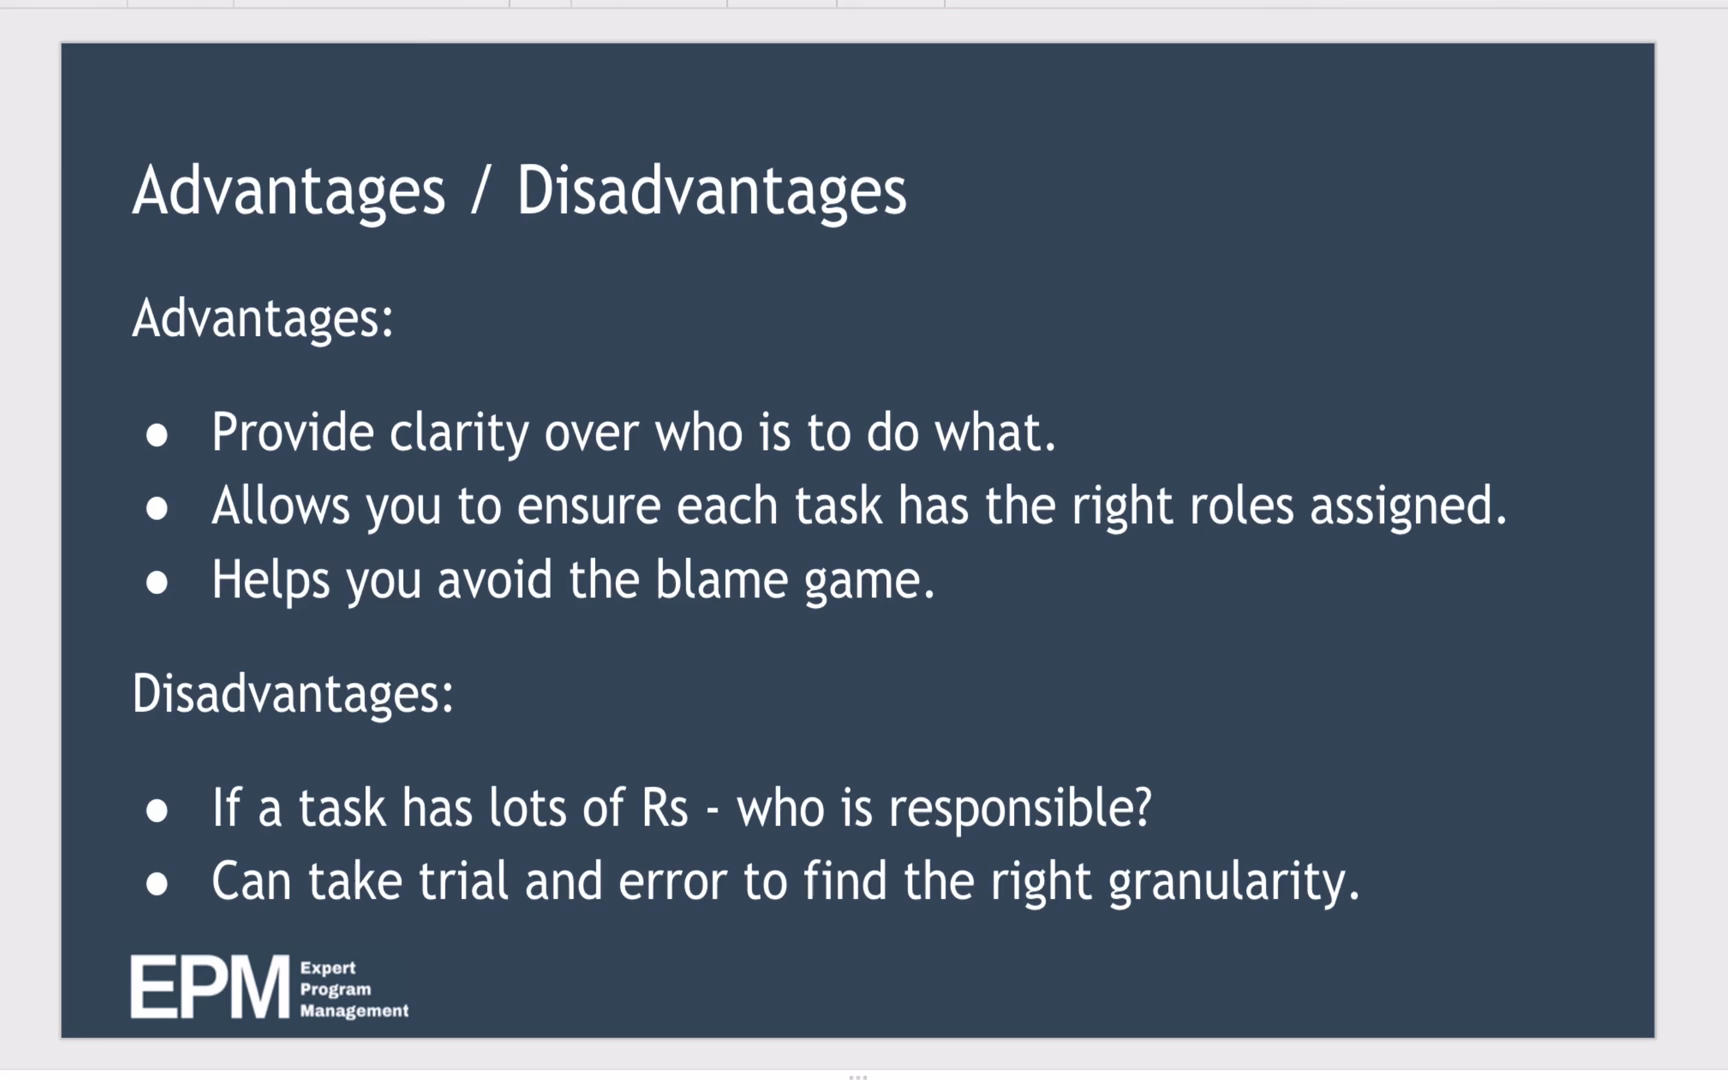 Advantages / Disadvantages
Advantages:
● Provide clarity over who is to do what.
● Allows you to ensure each task has the right roles assigned.
● Helps you avoid the blame game.
Disadvantages:
● If a task has lots of Rs - who is responsible?
● Can take trial and error to find the right granularity.
EPM
Expert
Program
Management